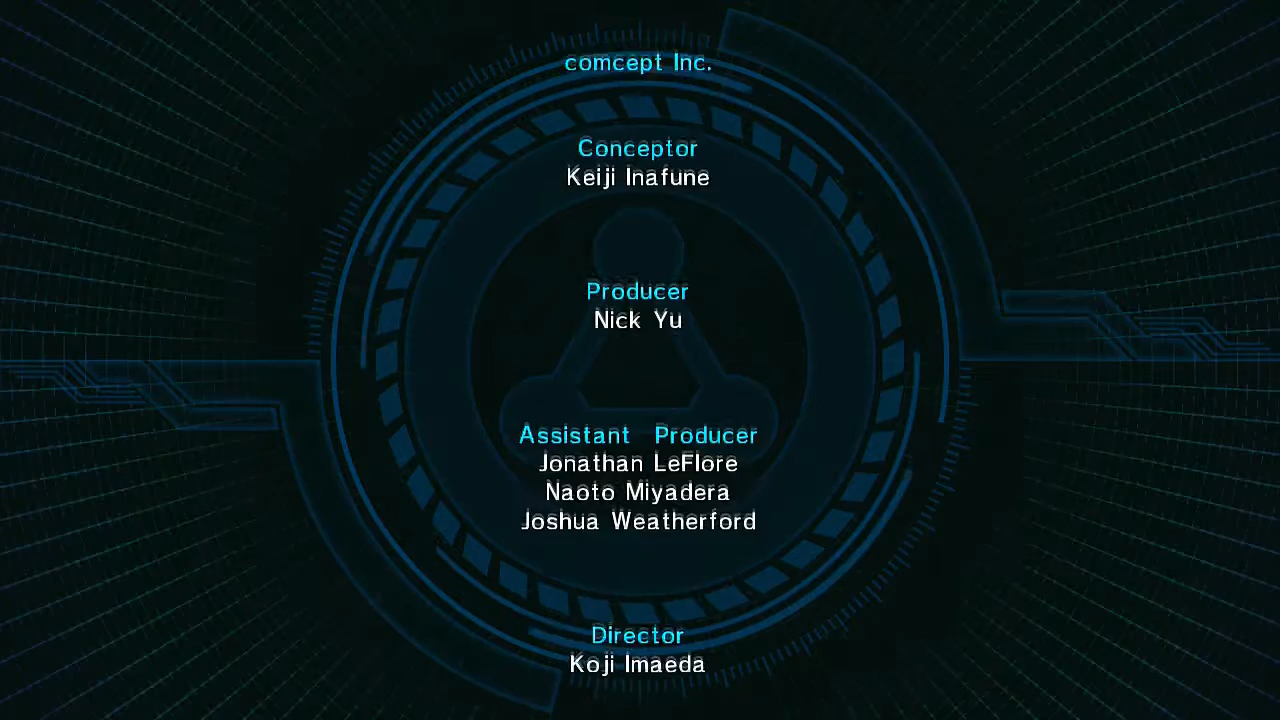 comcept Inc.
Conceptor
Keiji Inafune
Producer
Nick Yu
Assistant Producer
Jonathan LeFlore
Naoto Miyadera
Joshua Weatherford
Director
Koji Imaeda